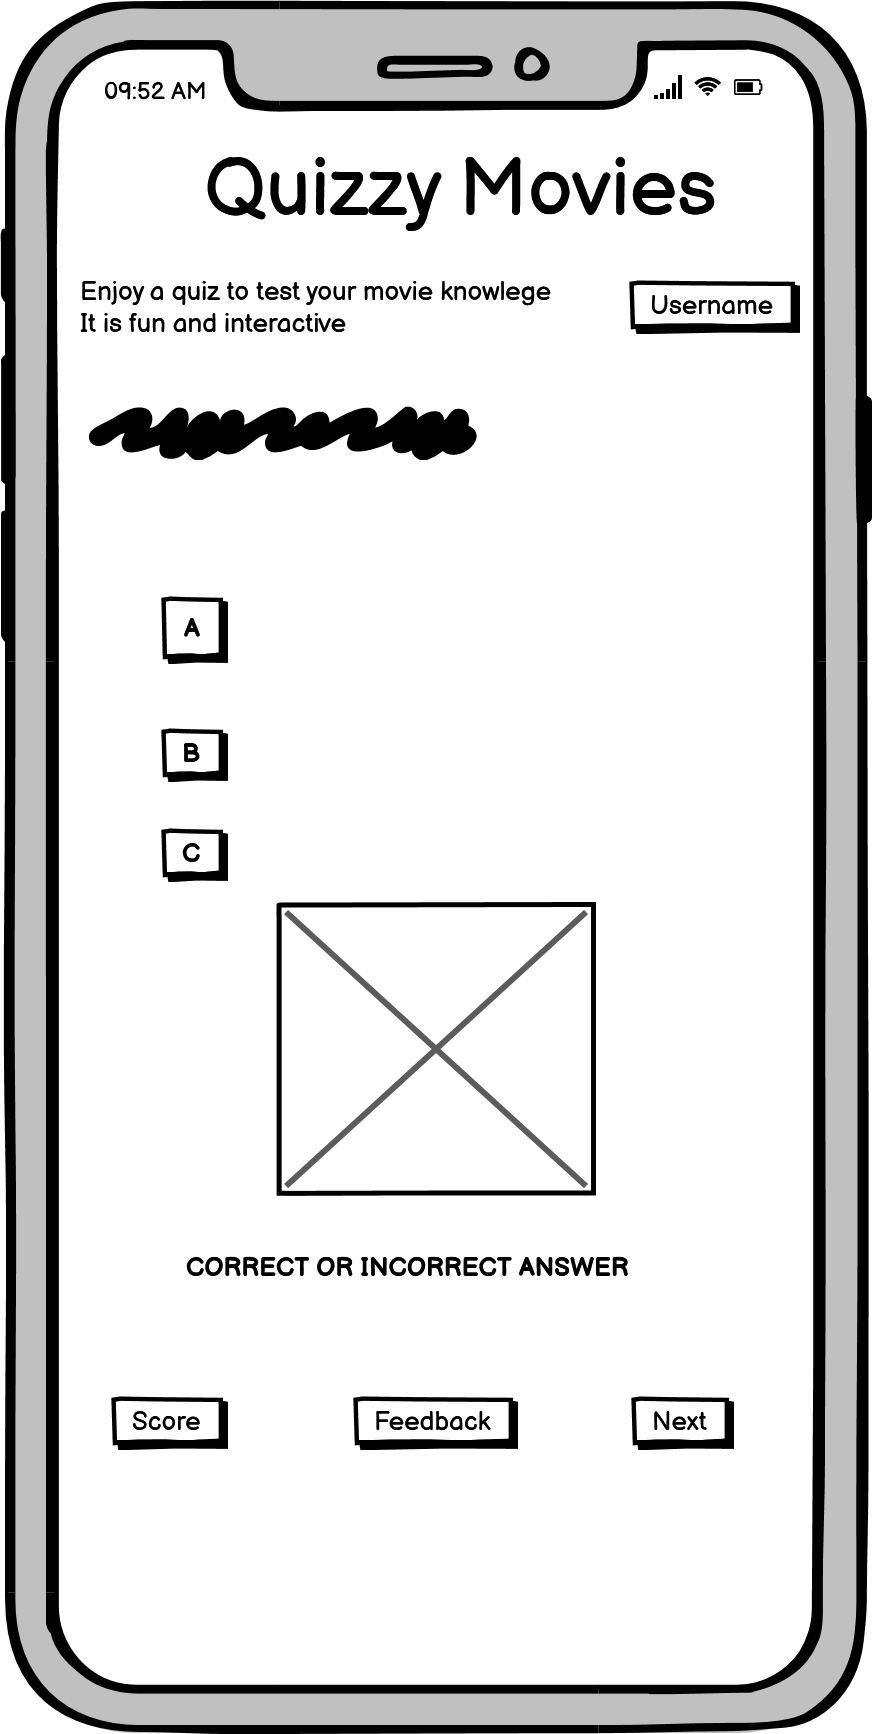 09:52 AM
Quizzy Movies
Enjoy a quiz to test your movie knowlege
It is fun and interactive
Username
A
B
C
CORRECT OR INCORRECT ANSWER
Score
Feedback
Next